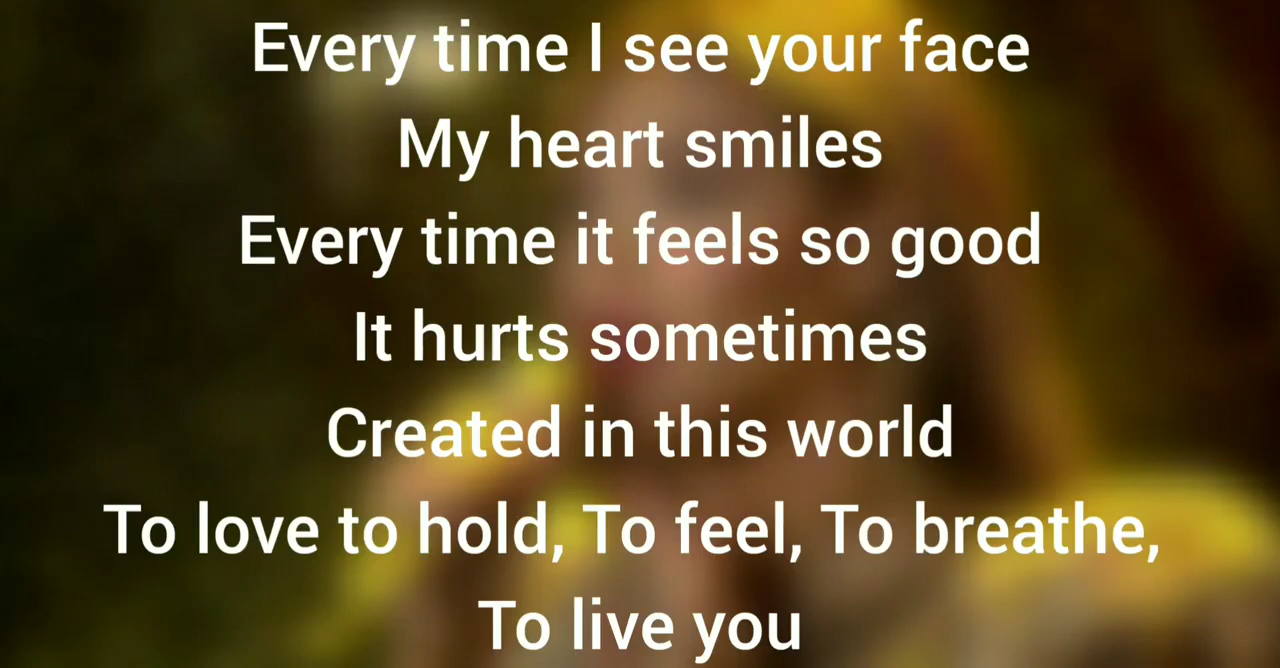 Every time I see your face
My heart smiles
Every time it feels so good
It hurts sometimes
Created in this world
To love to hold, To feel, To breathe,
To live you